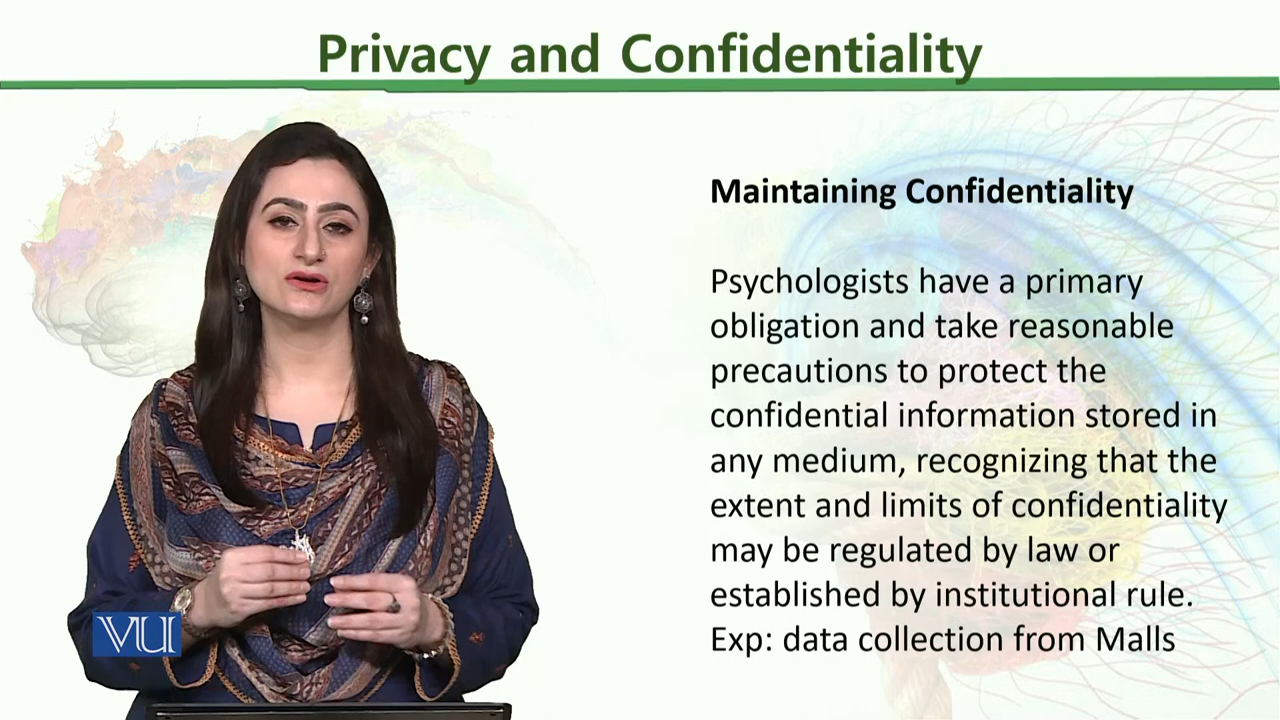 Privacy and Confidentiality
Maintaining Confidentiality
Psychologists have a primary
obligation and take reasonable
precautions to protect the
confidential information stored in
any medium, recognizing that the
extent and limits of confidentiality
may be regulated by law or
established by institutional rule.
Exp: data collection from Malls
VU